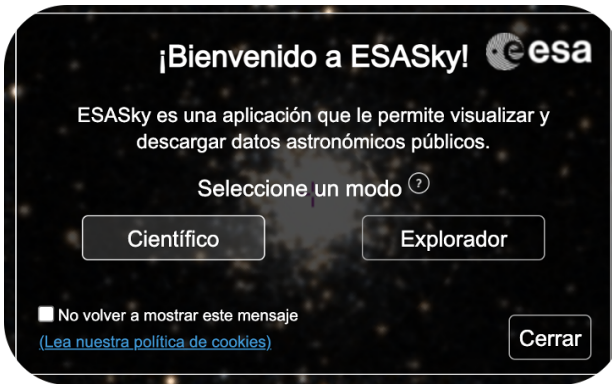 ¡Bienvenido a ESASky!
esa
ESASky es una aplicación que le permite visualizar y
descargar datos astronómicos públicos.
Seleccione un modo ?
Científico
Explorador
No volver a mostrar este mensaje
(Lea nuestra política de cookies)
Cerrar